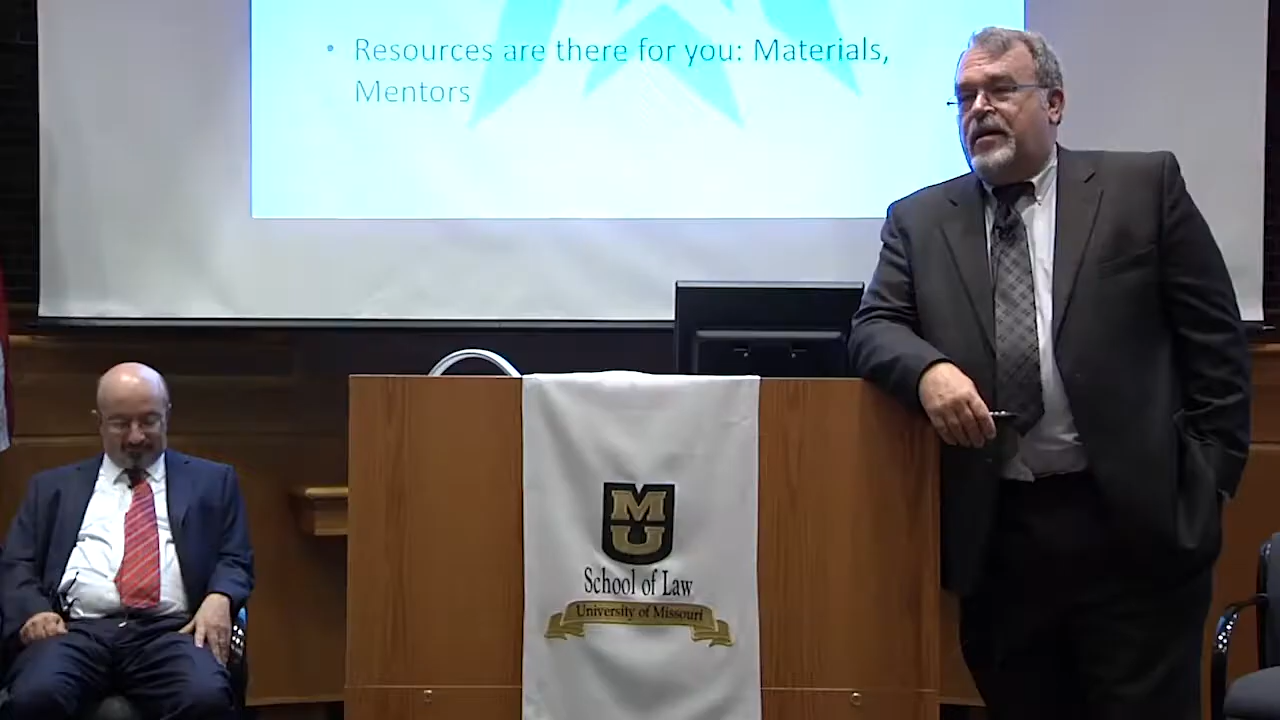 • Resources are there for you: Materials,
Mentors
MU
School of Law
University of Missouri